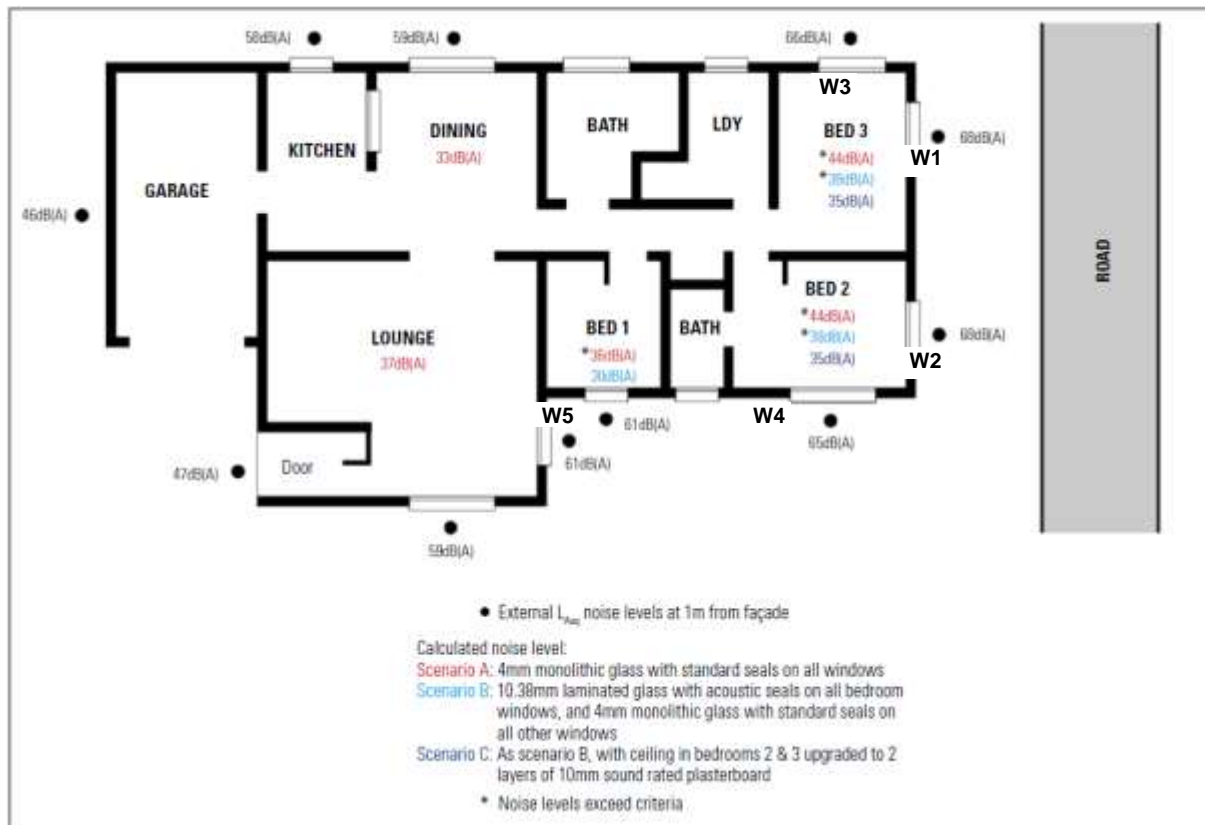 58dB(A)
59dB(A)
66dB(A)
W3
DINING
33dB(A)
BATH
LDY
BED 3
*44dB(A)
*39dB(A)
35dB(A)
68dB(A)
W1
KITCHEN
GARAGE
46dB(A)
ROAD
LOUNGE
37dB(A)
BED 1
*36dB(A)
30dB(A)
BATH
BED 2
*44dB(A)
*38dB(A)
35dB(A)
68dB(A)
W2
W5
W4
61dB(A)
65dB(A)
61dB(A)
47dB(A)
Door
59dB(A)
● External LAeq noise levels at 1m from façade
Calculated noise level:
Scenario A: 4mm monolithic glass with standard seals on all windows
Scenario B: 10.38mm laminated glass with acoustic seals on all bedroom
windows, and 4mm monolithic glass with standard seals on
all other windows
Scenario C: As scenario B, with ceiling in bedrooms 2 & 3 upgraded to 2
layers of 10mm sound rated plasterboard
* Noise levels exceed criteria